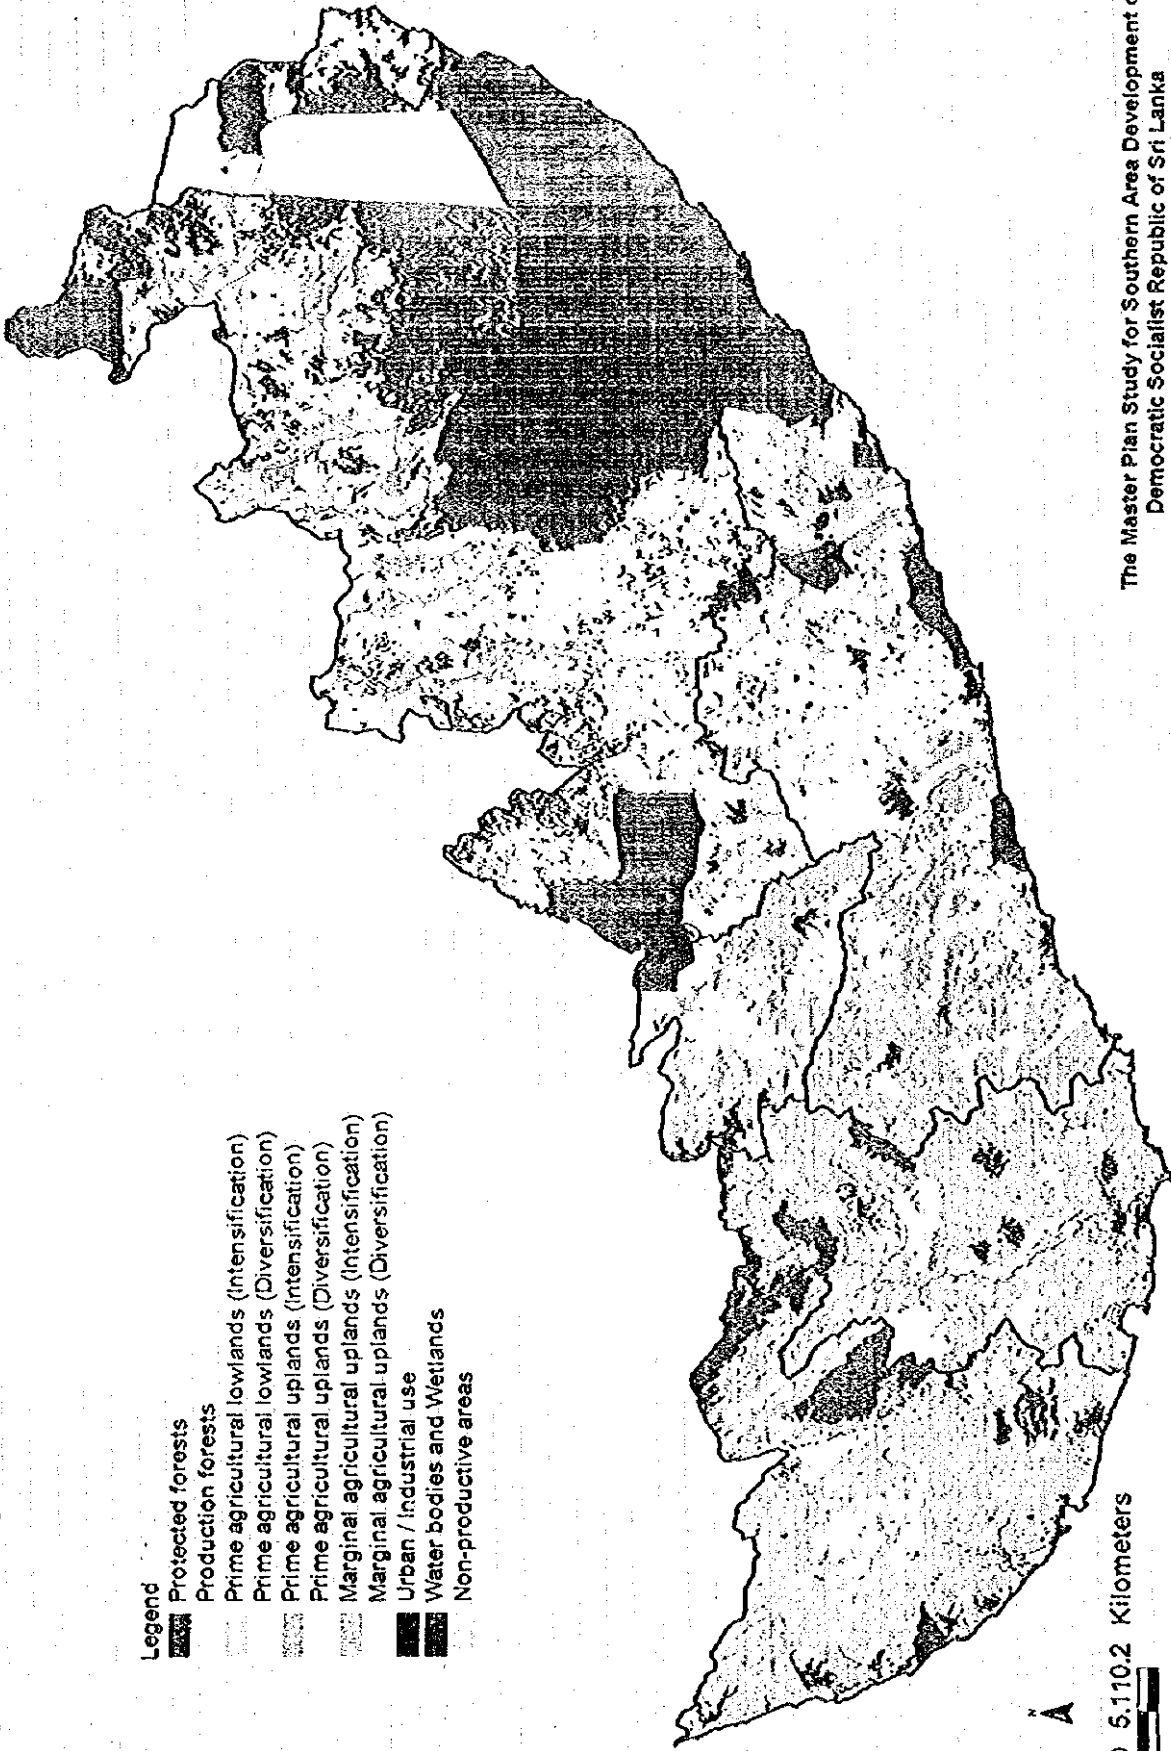 Legend
Protected forests
Production forests
Prime agricultural lowlands (Intensification)
Prime agricultural lowlands (Diversification)
Prime agricultural uplands (Intensification)
Prime agricultural uplands (Diversification)
Marginal agricultural uplands (Intensification)
Marginal agricultural uplands (Diversification)
Urban / Industrial use
Water bodies and Wetlands
Non-productive areas
N
5.110.2 Kilometers
The Master Plan Study for Southern Area Development
Democratic Socialist Republic of Sri Lanka